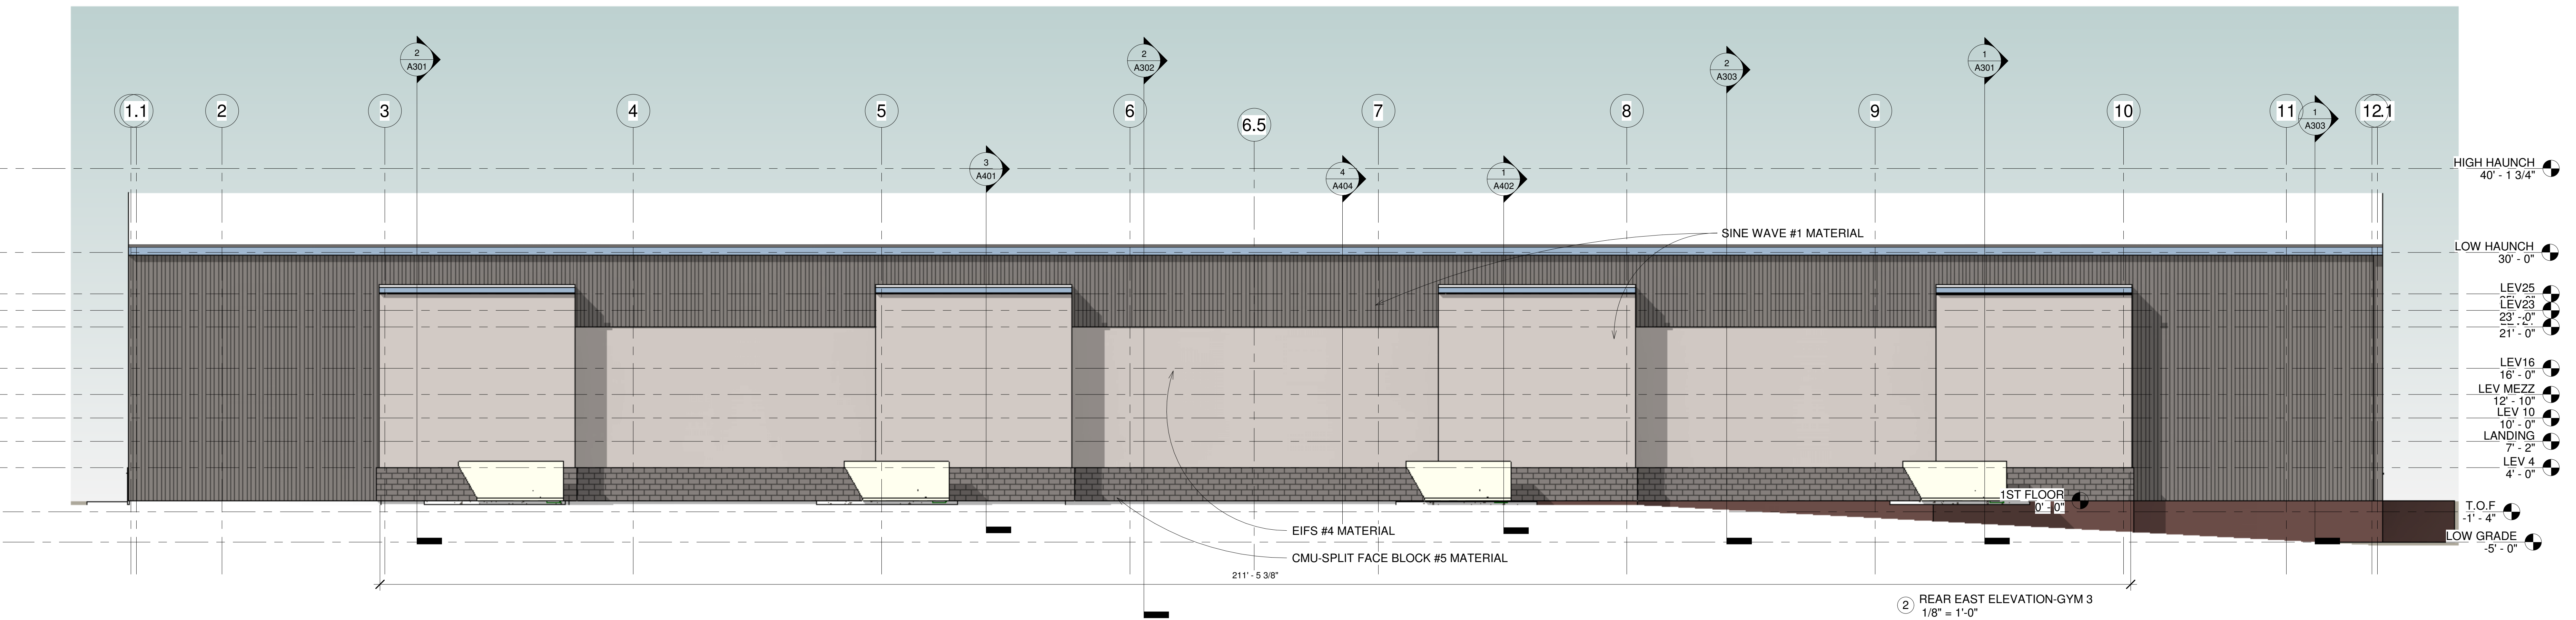 2
A301
2
A302
2
A303
1
A301
1.1
2
3
4
5
6
6.5
7
8
9
10
11
1
A303
12.1
3
A401
4
A404
1
A402
HIGH HAUNCH
40' - 1 3/4"
SINE WAVE #1 MATERIAL
LOW HAUNCH
30' - 0"
LEV25
LEV23
23' - 0"
21' - 0"
LEV16
16' - 0"
LEV MEZZ
12' - 10"
LEV 10
10' - 0"
LANDING
7' - 2"
LEV 4
4' - 0"
1ST FLOOR
0' - 0"
T.O.F
-1' - 4"
EIFS #4 MATERIAL
LOW GRADE
-5' - 0"
CMU-SPLIT FACE BLOCK #5 MATERIAL
211' - 5 3/8"
2
REAR EAST ELEVATION-GYM 3
1/8" = 1'-0"